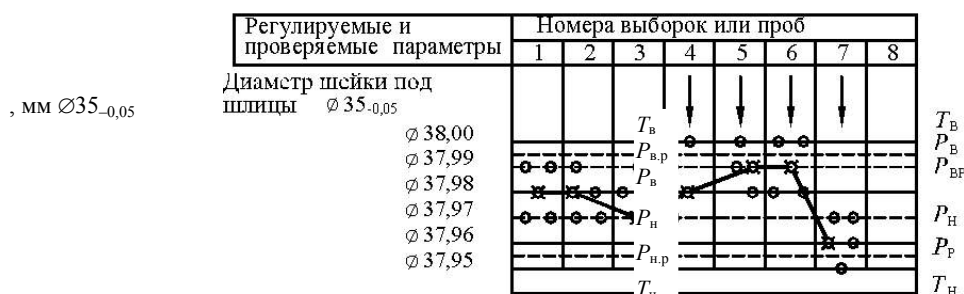 Регулируемые и
проверяемые параметры
Номера выборок или проб
1 2 3 4 5 6 7 8
Диаметр шейки под
шлицы ∅ 35-0,05
, мм ∅35–0,05
∅ 38,00
∅ 37,99
∅ 37,98
∅ 37,97
∅ 37,96
∅ 37,95
Tв
Pв.р
Pв
Pн
Pн.р
TВ
PВ
PВР
PН
PР
TН